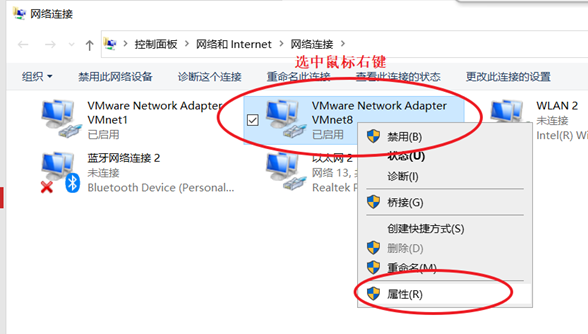 网络连接
控制面板 > 网络和 Internet > 网络连接 >
选中鼠标右键
组织 禁用此网络设备 诊断这个连接 重命名此连接 查看此连接的状态 更改此连接的设置
VMware Network Adapter VMnet1
已启用
VMware Network Adapter VMnet8
已启用
WLAN 2
未连接
Intel(R) Wi
蓝牙网络连接 2
未连接
Bluetooth Device (Personal...
以太网 2
网络 13,
Realtek P
禁用(B)
状态(U)
诊断(I)
桥接(G)
创建快捷方式(S)
删除(D)
重命名(M)
属性(R)